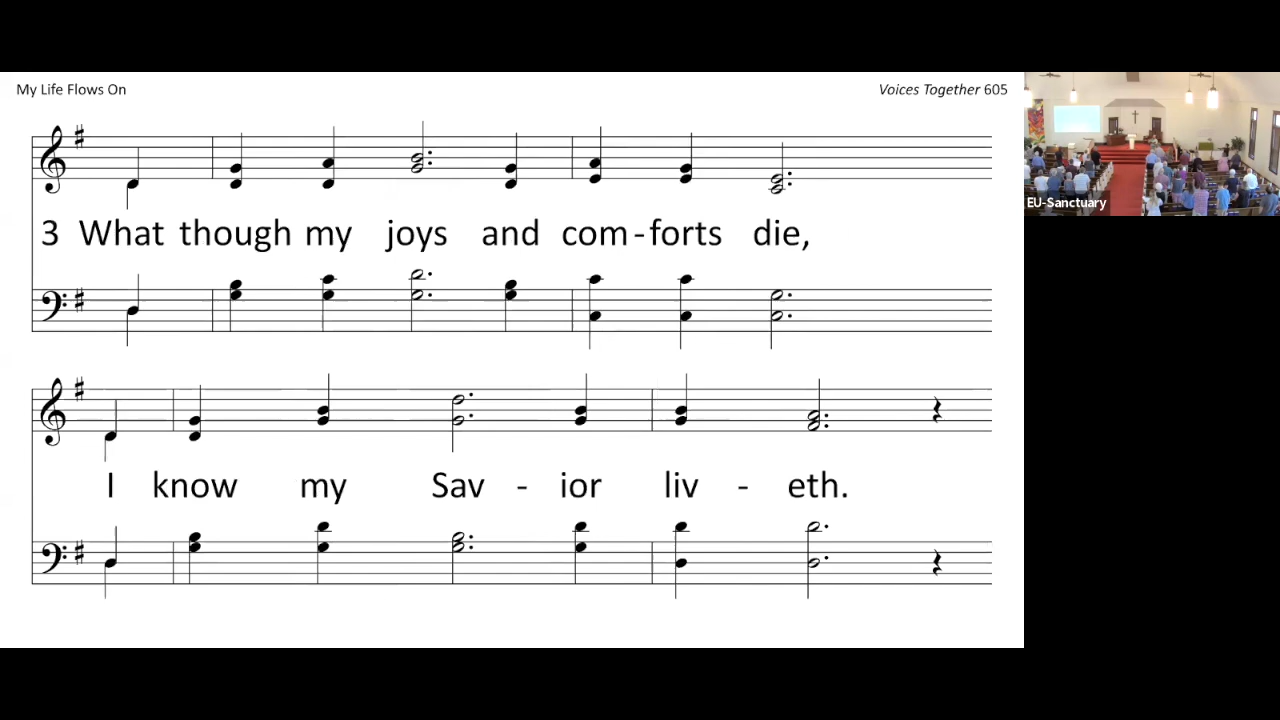 My Life Flows On
Voices Together 605
3 What though my joys and com-forts die,
I know my Sav - ior liv - eth.
EU-Sanctuary